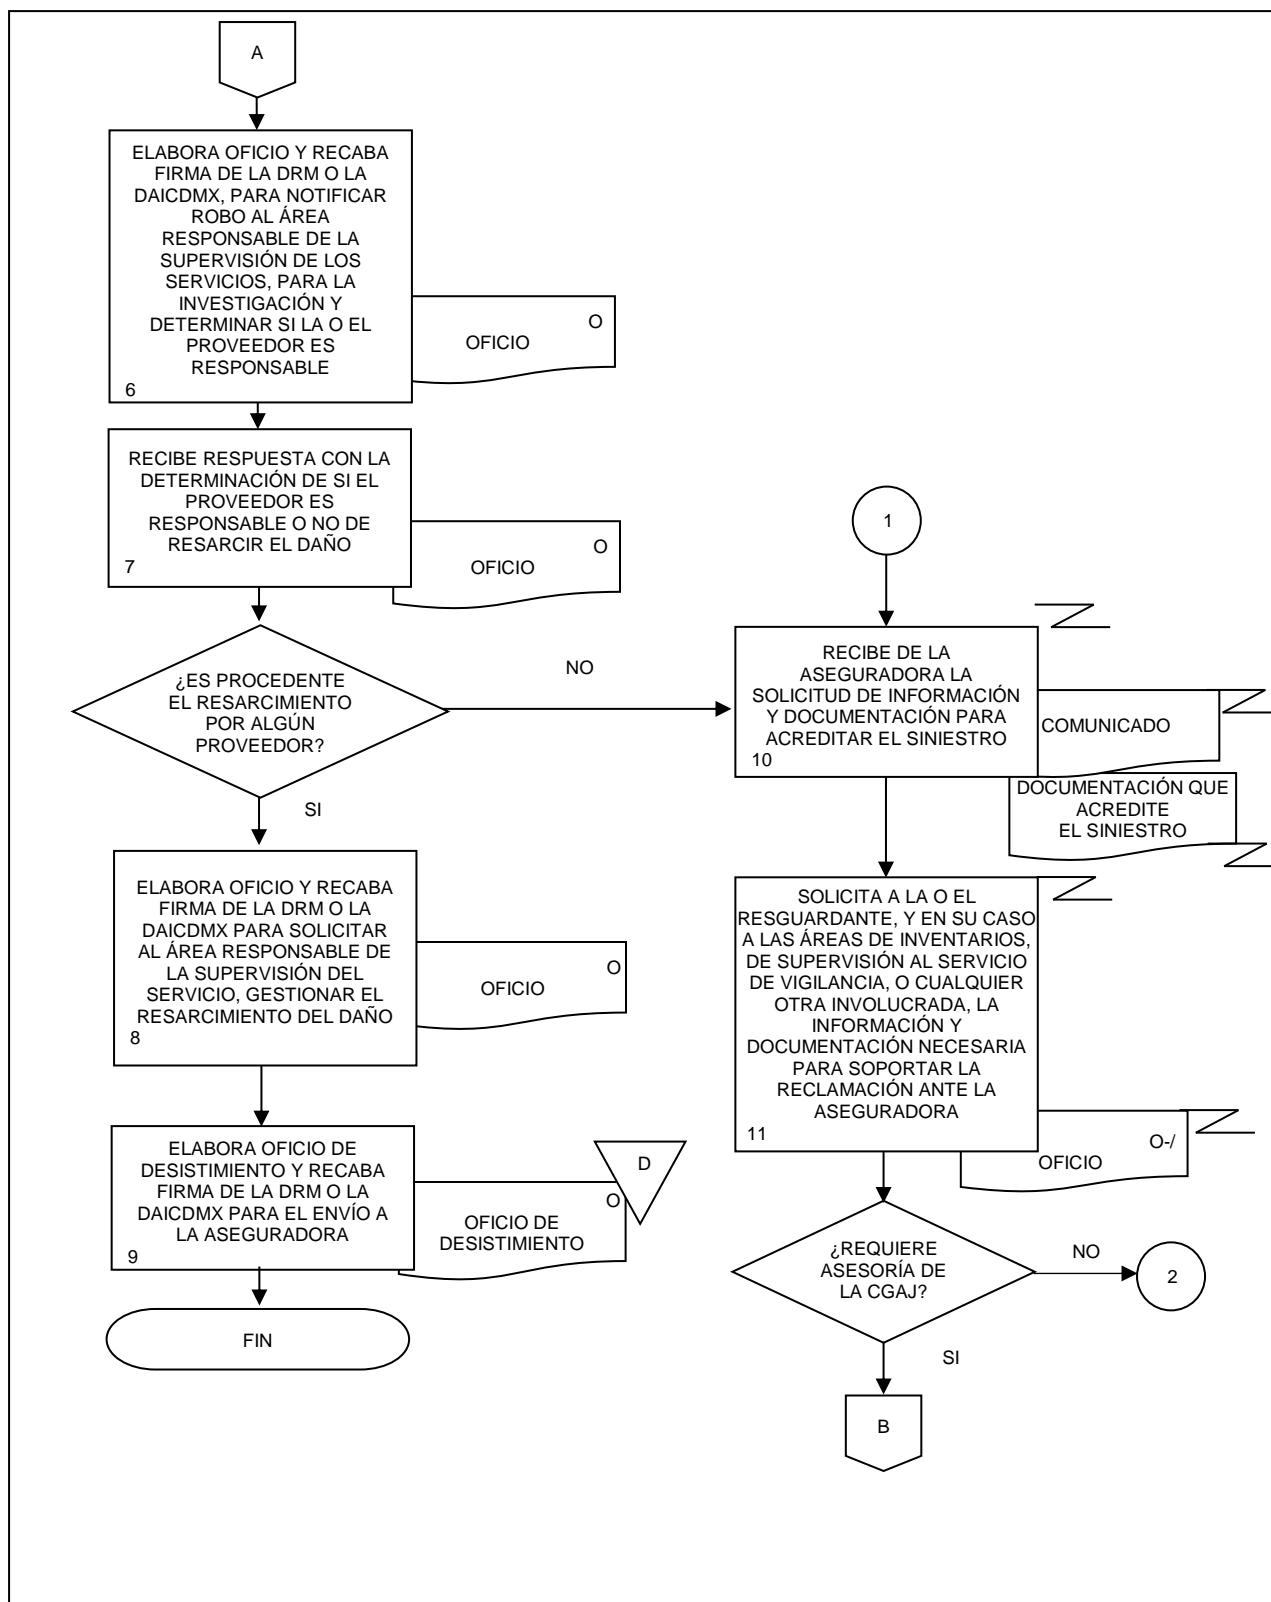 A
ELABORA OFICIO Y RECABA
FIRMA DE LA DRM O LA
DAICDMX, PARA NOTIFICAR
ROBO AL ÁREA
RESPONSABLE DE LA
SUPERVISIÓN DE LOS
SERVICIOS, PARA LA
INVESTIGACIÓN Y
DETERMINAR SI LA O EL
PROVEEDOR ES
RESPONSABLE
6
O
OFICIO
RECIBE RESPUESTA CON LA
DETERMINACIÓN DE SI EL
PROVEEDOR ES
RESPONSABLE O NO DE
RESARCIR EL DAÑO
7
O
OFICIO
¿ES PROCEDENTE
EL RESARCIMIENTO
POR ALGÚN
PROVEEDOR?
NO
SI
ELABORA OFICIO Y RECABA
FIRMA DE LA DRM O LA
DAICDMX PARA SOLICITAR
AL ÁREA RESPONSABLE DE
LA SUPERVISIÓN DEL
SERVICIO, GESTIONAR EL
RESARCIMIENTO DEL DAÑO
8
O
OFICIO
ELABORA OFICIO DE
DESISTIMIENTO Y RECABA
FIRMA DE LA DRM O LA
DAICDMX PARA EL ENVÍO A
LA ASEGURADORA
9
D
O
OFICIO DE
DESISTIMIENTO
FIN
1
RECIBE DE LA
ASEGURADORA LA
SOLICITUD DE INFORMACIÓN
Y DOCUMENTACIÓN PARA
ACREDITAR EL SINIESTRO
10
COMUNICADO
DOCUMENTACIÓN QUE
ACREDITE
EL SINIESTRO
SOLICITA A LA O EL
RESGUARDANTE, Y EN SU CASO
A LAS ÁREAS DE INVENTARIOS,
DE SUPERVISIÓN AL SERVICIO
DE VIGILANCIA, O CUALQUIER
OTRA INVOLUCRADA, LA
INFORMACIÓN Y
DOCUMENTACIÓN NECESARIA
PARA SOPORTAR LA
RECLAMACIÓN ANTE LA
ASEGURADORA
11
O-/
OFICIO
¿REQUIERE
ASESORÍA DE
LA CGAJ?
NO
2
SI
B